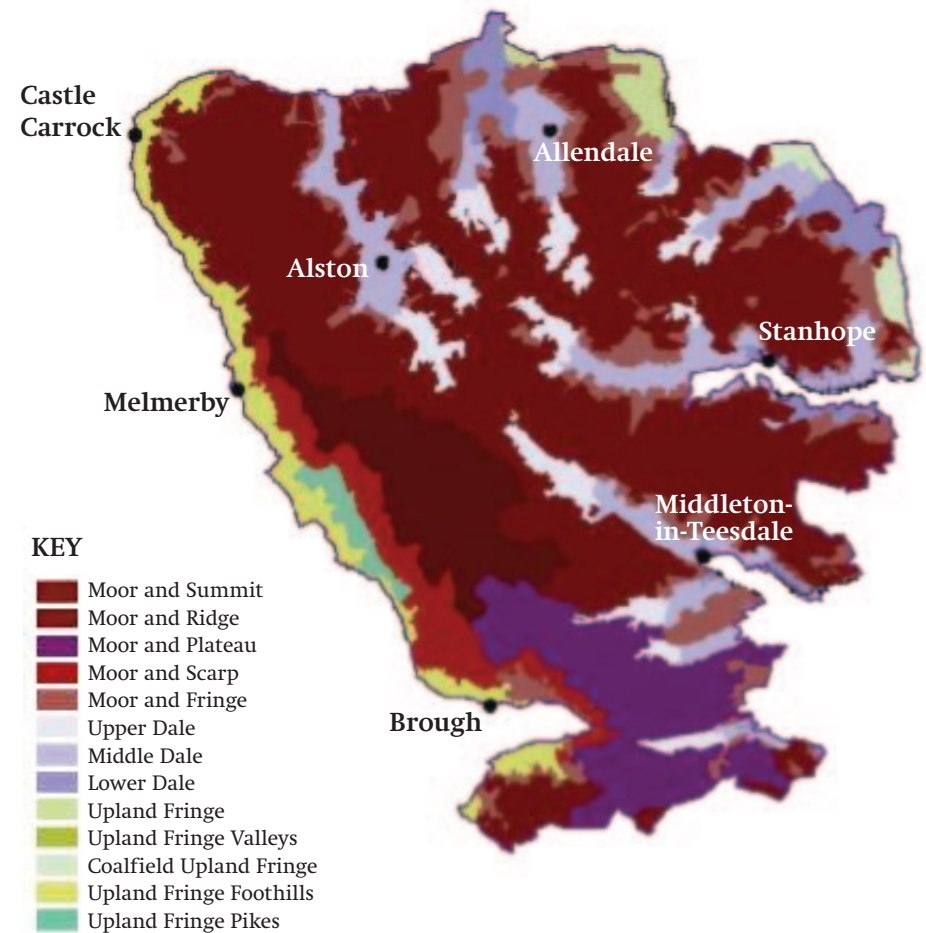 Castle
Carrock
Allendale
Alston
Stanhope
Melmerby
Middleton-
in-Teesdale
Brough
KEY
Moor and Summit
Moor and Ridge
Moor and Plateau
Moor and Scarp
Moor and Fringe
Upper Dale
Middle Dale
Lower Dale
Upland Fringe
Upland Fringe Valleys
Coalfield Upland Fringe
Upland Fringe Foothills
Upland Fringe Pikes